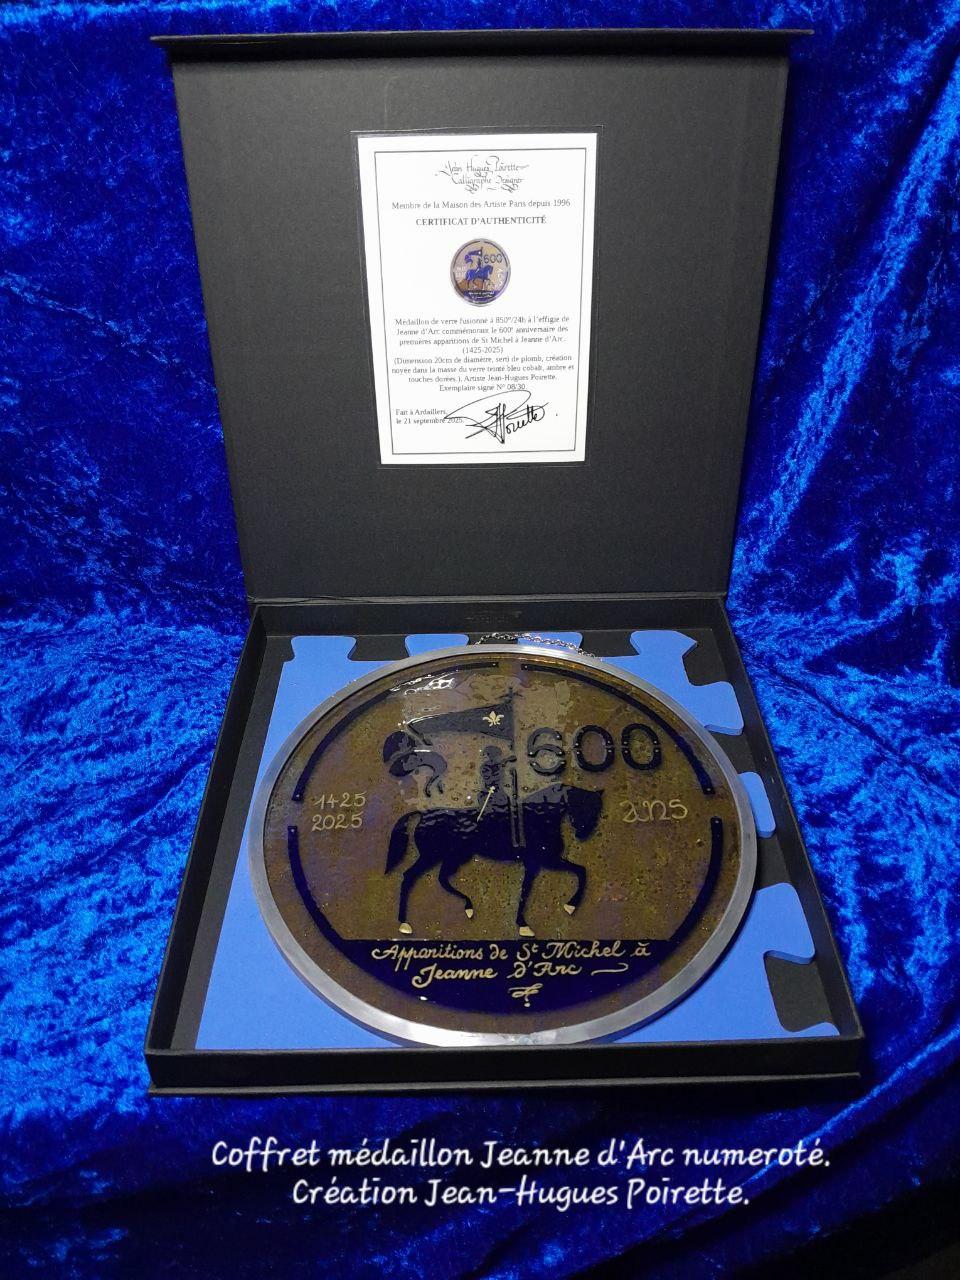 Jean Hugues Poirette
Calligraphe Designer
Membre de la Maison des Artiste Paris depuis 1996
CERTIFICAT D'AUTHENTICITÉ
600
Médaillon de verre fusionné à 850°/24h à l'effigie de
Jeanne d'Arc commémorant le 600e anniversaire des
premières apparitions de St Michel à Jeanne d'Arc.
(1425-2025)
(Dimension 20cm de diamètre, serti de plomb, création
noyée dans la masse du verre teinté bleu cobalt, ambre et
touches dorées.). Artiste Jean-Hugues Poirette.
Exemplaire signé N° 08/30
Fait à Ardaillers,
le 21 septembre 2025.
Poirette
600
1425
2025
ans
Apparitions de St Michel à
Jeanne d'Arc
Coffret médaillon Jeanne d'Arc numeroté.
Création Jean-Hugues Poirette.